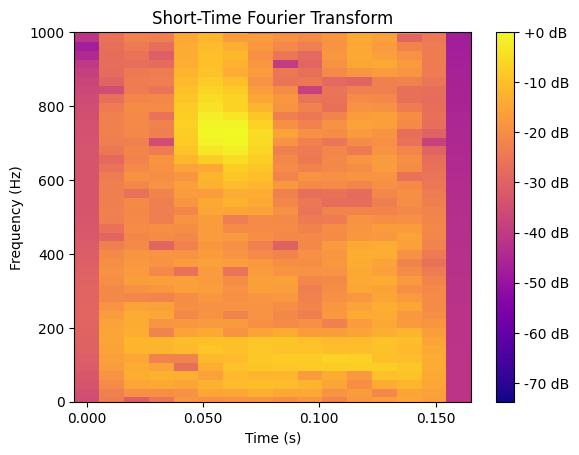 Short-Time Fourier Transform
1000
800
600
400
200
0
Frequency (Hz)
0.000
0.050
0.100
0.150
Time (s)
+0 dB
-10 dB
-20 dB
-30 dB
-40 dB
-50 dB
-60 dB
-70 dB